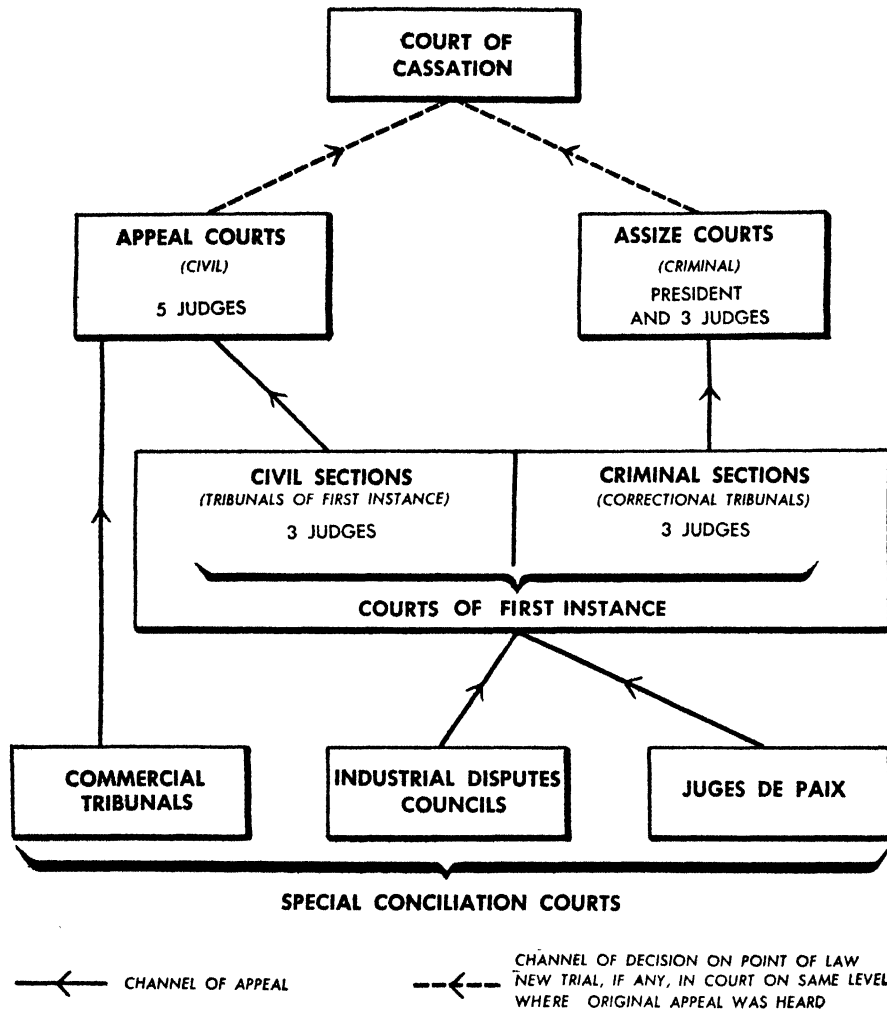 COURT OF
CASSATION
APPEAL COURTS
(CIVIL)
5 JUDGES
ASSIZE COURTS
(CRIMINAL)
PRESIDENT
AND 3 JUDGES
CIVIL SECTIONS
(TRIBUNALS OF FIRST INSTANCE)
3 JUDGES
CRIMINAL SECTIONS
(CORRECTIONAL TRIBUNALS)
3 JUDGES
COURTS OF FIRST INSTANCE
COMMERCIAL
TRIBUNALS
INDUSTRIAL DISPUTES
COUNCILS
JUGES DE PAIX
SPECIAL CONCILIATION COURTS
CHANNEL OF APPEAL
CHANNEL OF DECISION ON POINT OF LAW
NEW TRIAL, IF ANY, IN COURT ON SAME LEVEL
WHERE ORIGINAL APPEAL WAS HEARD